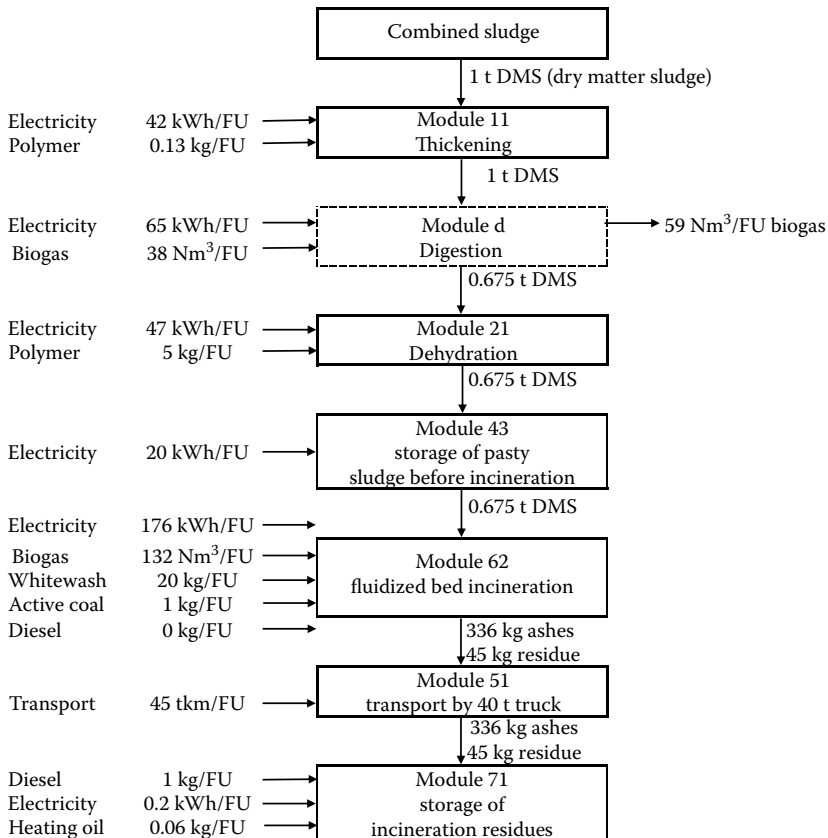 Combined sludge
1 t DMS (dry matter sludge)
Electricity 42 kWh/FU
Polymer 0.13 kg/FU
Module 11
Thickening
1 t DMS
Electricity 65 kWh/FU
Biogas 38 Nm³/FU
Module d
Digestion
59 Nm³/FU biogas
0.675 t DMS
Electricity 47 kWh/FU
Polymer 5 kg/FU
Module 21
Dehydration
0.675 t DMS
Electricity 20 kWh/FU
Module 43
storage of pasty
sludge before incineration
0.675 t DMS
Electricity 176 kWh/FU
Biogas 132 Nm³/FU
Whitewash 20 kg/FU
Active coal 1 kg/FU
Diesel 0 kg/FU
Module 62
fluidized bed incineration
336 kg ashes
45 kg residue
Transport 45 tkm/FU
Module 51
transport by 40 t truck
336 kg ashes
45 kg residue
Diesel 1 kg/FU
Electricity 0.2 kWh/FU
Heating oil 0.06 kg/FU
Module 71
storage of
incineration residues